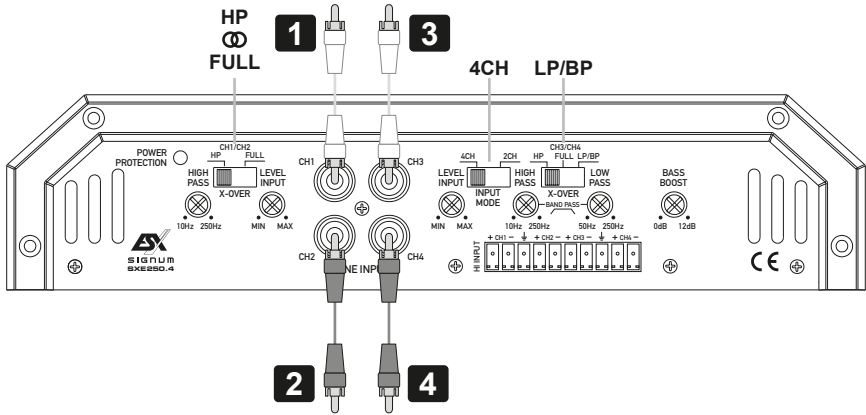 HP
FULL
1
3
4CH
LP/BP
CH1/CH2
HP
FULL
X-OVER
POWER
PROTECTION
HIGH
PASS
10Hz 250Hz
LEVEL
INPUT
MIN MAX
CH1
CH3
CH2
CH4
NE INPU
LEVEL
INPUT
MIN MAX
4CH
2CH
INPUT
MODE
HIGH
PASS
10Hz 250Hz
CH3/CH4
HP FULL LP/BP
X-OVER
BAND PASS
LOW
PASS
50Hz 250Hz
BASS
BOOST
0dB 12dB
HI INPUT
+ CH1 − + CH2 − + CH3 − + CH4 −
ESX
SIGNUM
SXE250.4
CE
2
4